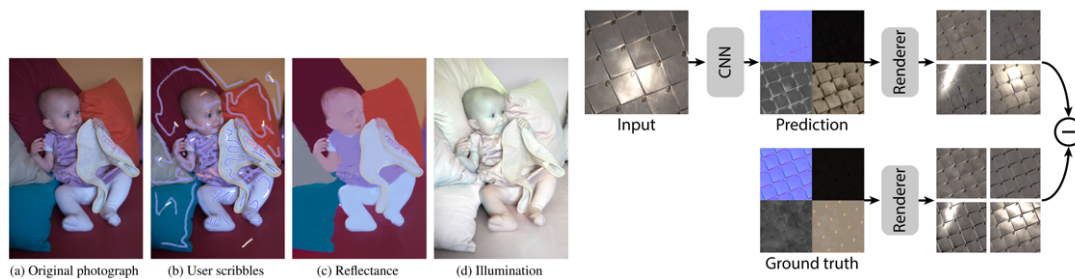 (a) Original photograph
(b) User scribbles
(c) Reflectance
(d) Illumination
Input
CNN
Prediction
Renderer
Ground truth
Renderer